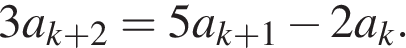 $3a_{k+2} = 5a_{k+1} - 2a_k.$